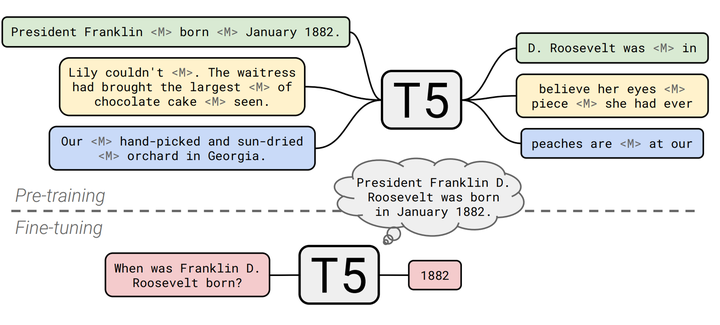 President Franklin <M> born <M> January 1882.
D. Roosevelt was <M> in
Lily couldn't <M>. The waitress
had brought the largest <M> of
chocolate cake <M> seen.
T5
believe her eyes <M>
piece <M> she had ever
Our <M> hand-picked and sun-dried
<M> orchard in Georgia.
peaches are <M> at our
Pre-training
President Franklin D.
Roosevelt was born
in January 1882.
Fine-tuning
When was Franklin D.
Roosevelt born?
T5
1882